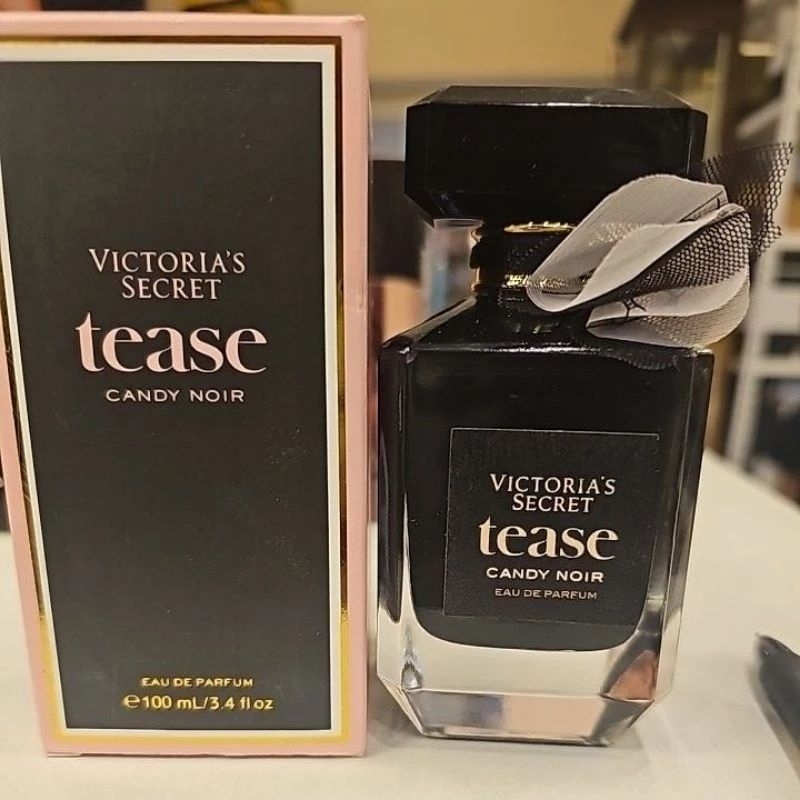 VICTORIA'S
SECRET
tease
CANDY NOIR
EAU DE PARFUM
℮100 mL/3.4 fl oz
VICTORIA'S
SECRET
tease
CANDY NOIR
EAU DE PARFUM